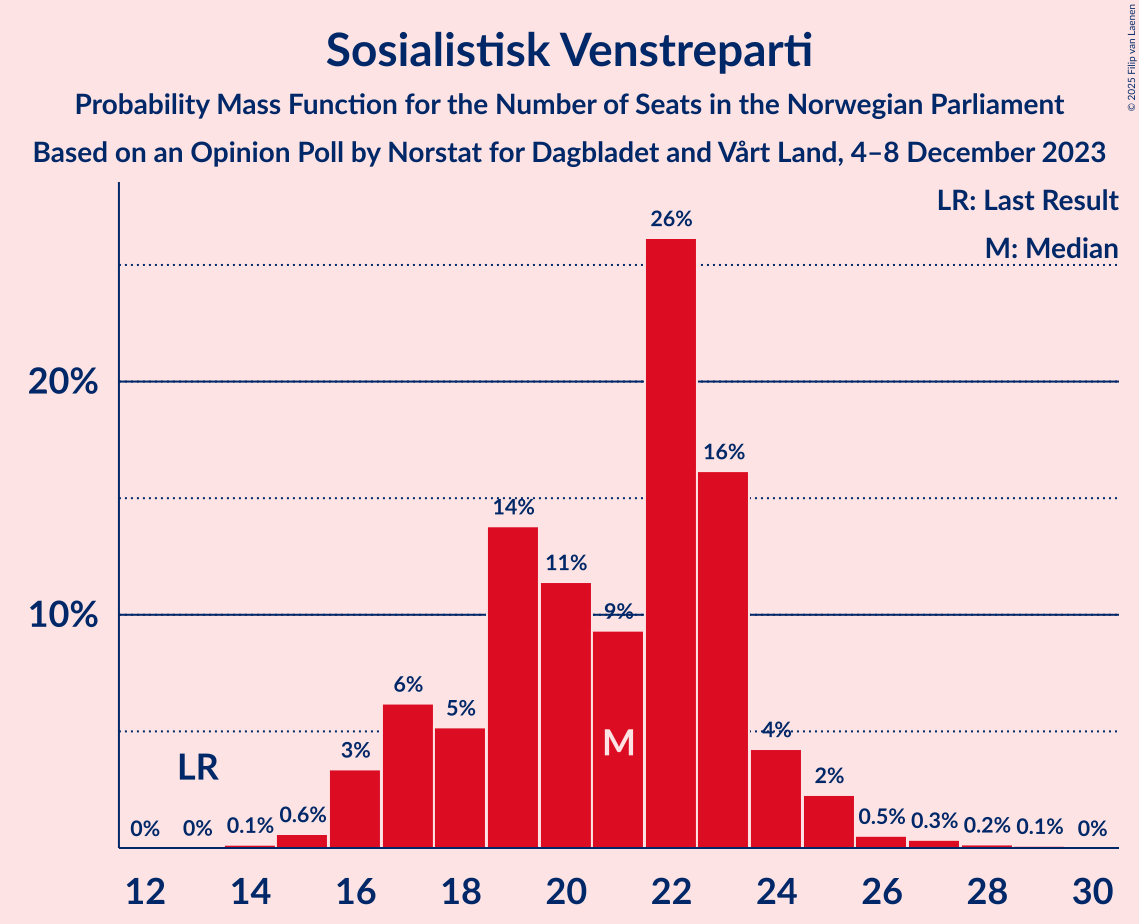 Sosialistisk Venstreparti
Probability Mass Function for the Number of Seats in the Norwegian Parliament
Based on an Opinion Poll by Norstat for Dagbladet and Vårt Land, 4–8 December 2023
© 2025 Filip van Laenen
LR: Last Result
M: Median
26%
20%
16%
14%
11%
10%
9%
6%
5%
4%
3%
2%
M
LR
0% 0% 0.1% 0.6% 0.5% 0.3% 0.2% 0.1% 0%
12 14 16 18 20 22 24 26 28 30